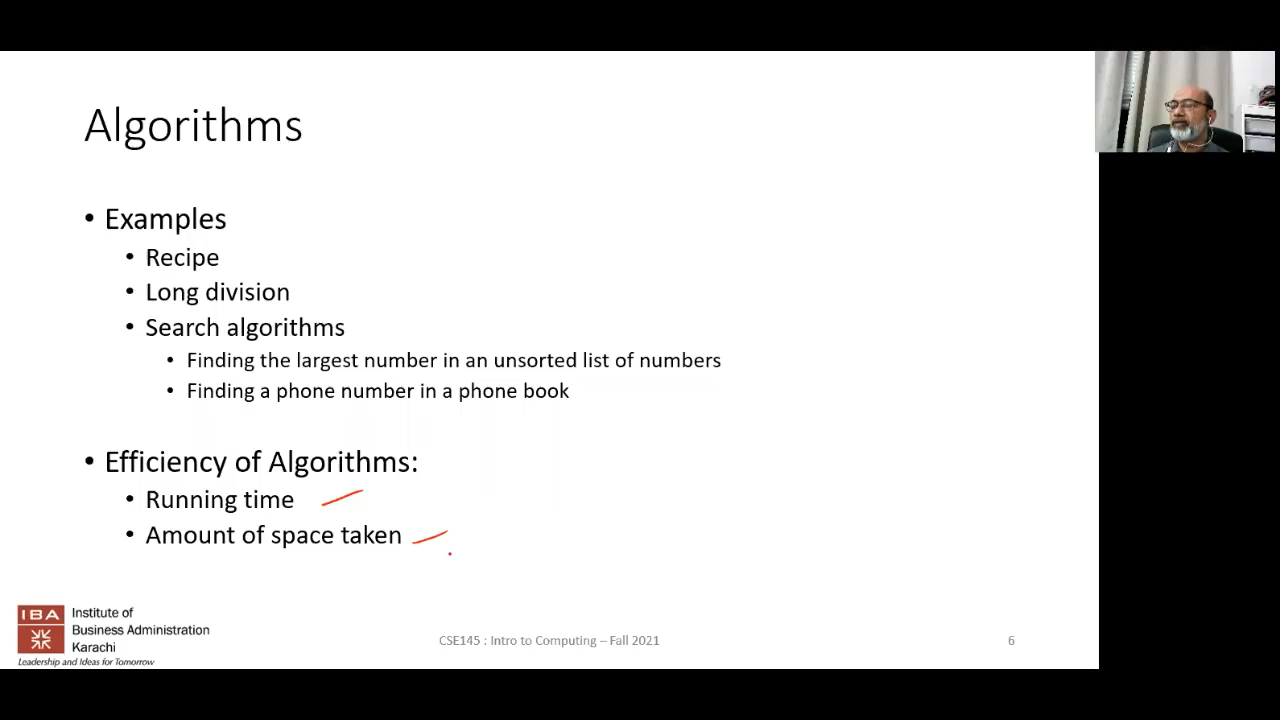 Algorithms
• Examples
• Recipe
• Long division
• Search algorithms
• Finding the largest number in an unsorted list of numbers
• Finding a phone number in a phone book
• Efficiency of Algorithms:
• Running time
• Amount of space taken
IBA
Institute of
Business Administration
Karachi
Leadership and Ideas for Tomorrow
CSE145 : Intro to Computing – Fall 2021
6